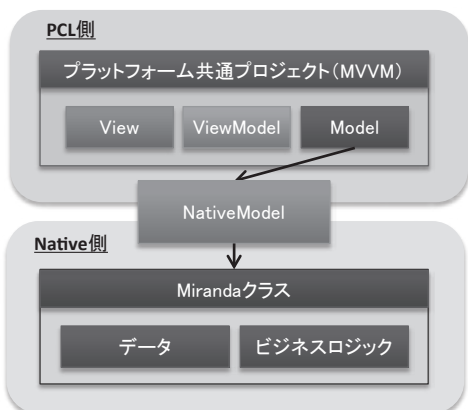 PCL側
プラットフォーム共通プロジェクト(MVVM)
View
ViewModel
Model
NativeModel
Native側
Mirandaクラス
データ
ビジネスロジック